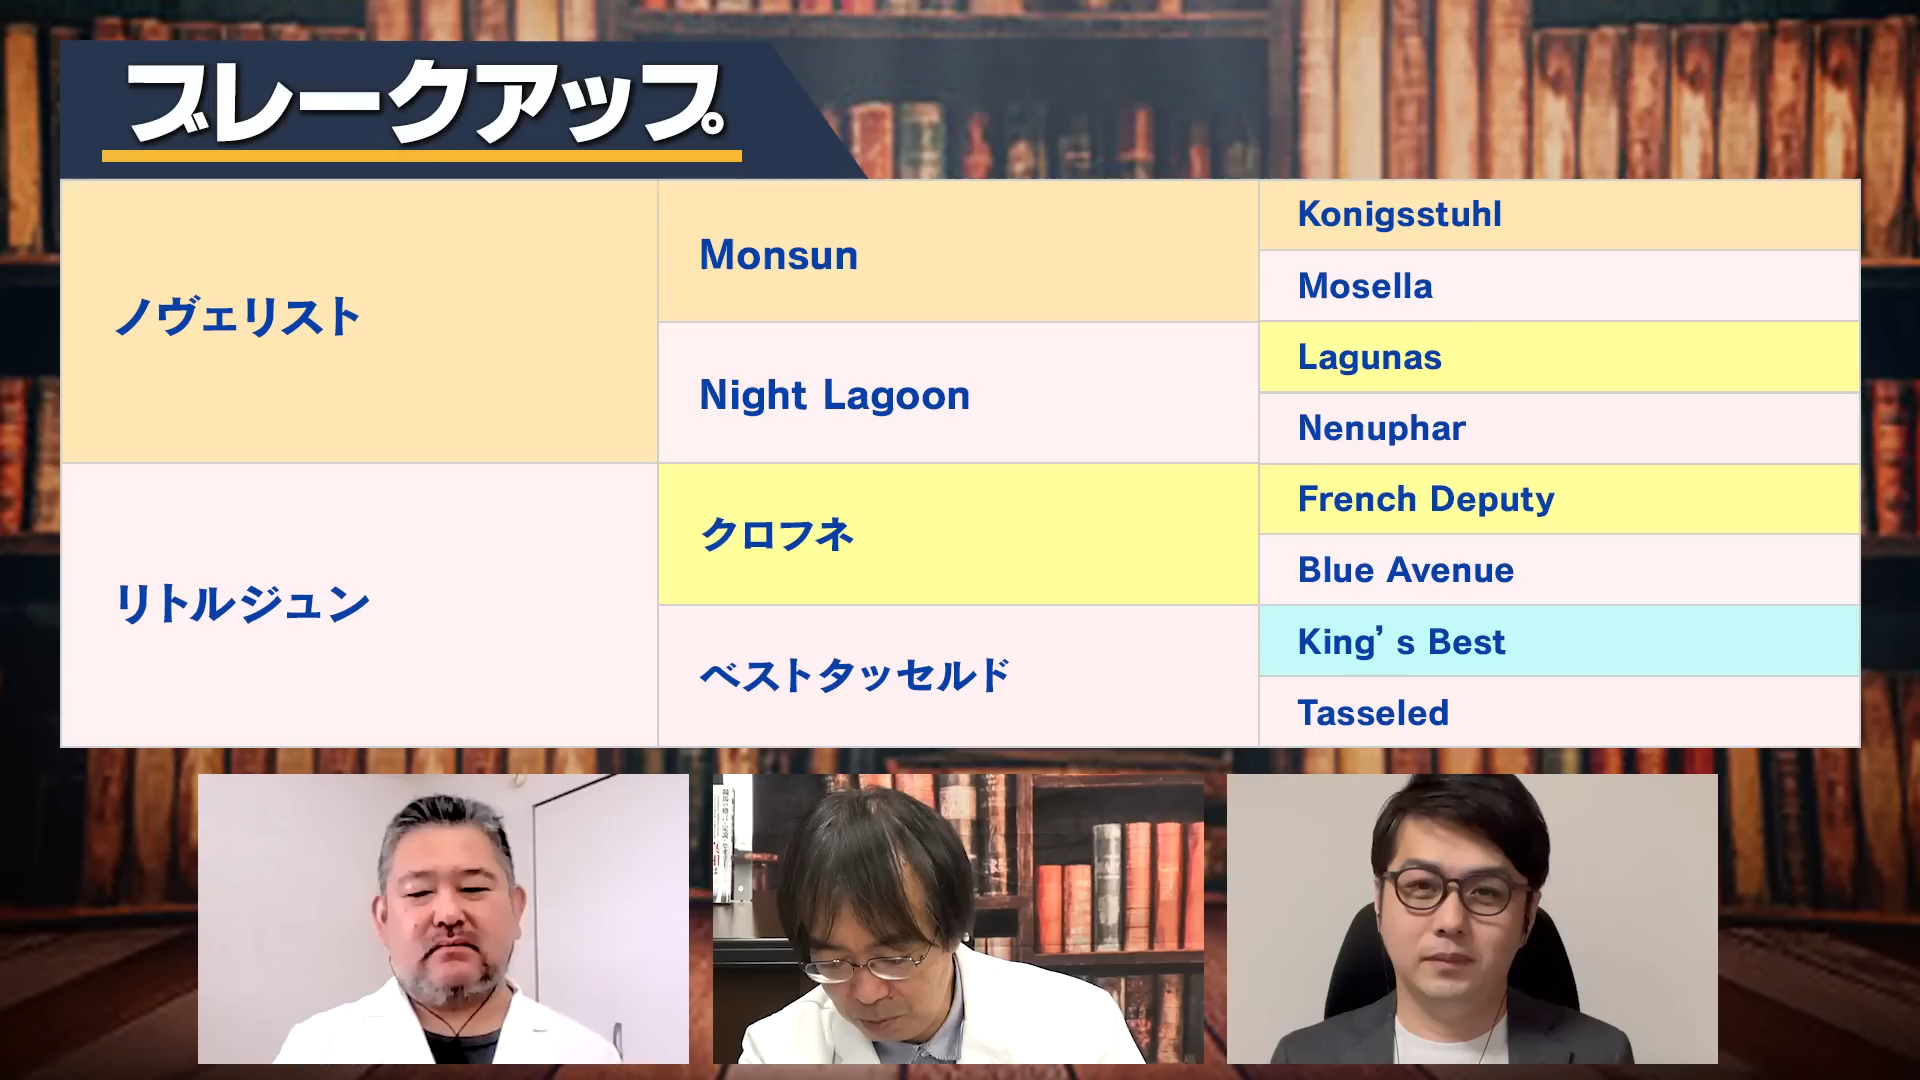 ブレークアップ
ノヴェリスト
リトルジュン
Monsun
Night Lagoon
クロフネ
ベストタッセルド
Konigsstuhl
Mosella
Lagunas
Nenuphar
French Deputy
Blue Avenue
King’s Best
Tasseled